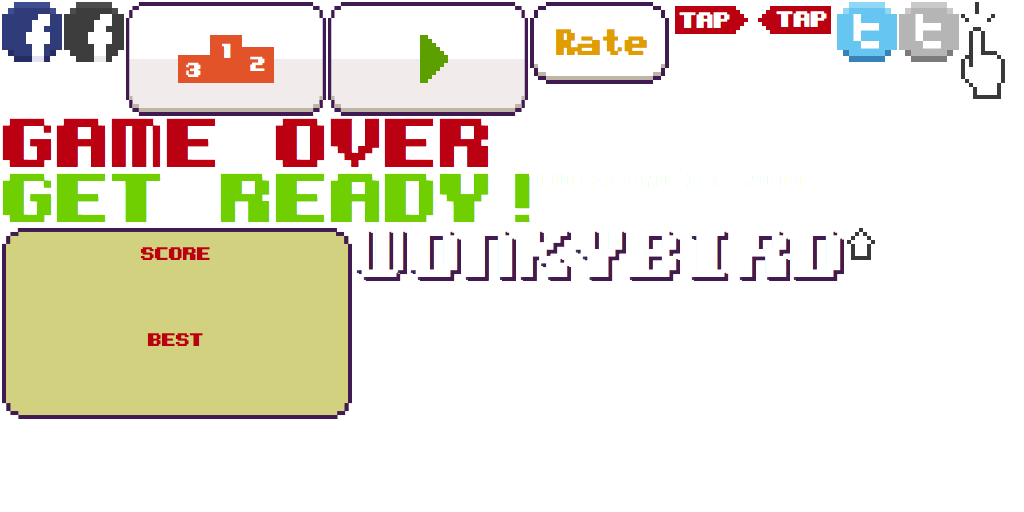 f f 1 2 3 Rate TAP TAP t t
GAME OVER
GET READY!
SCORE
WONKYBIRD
BEST